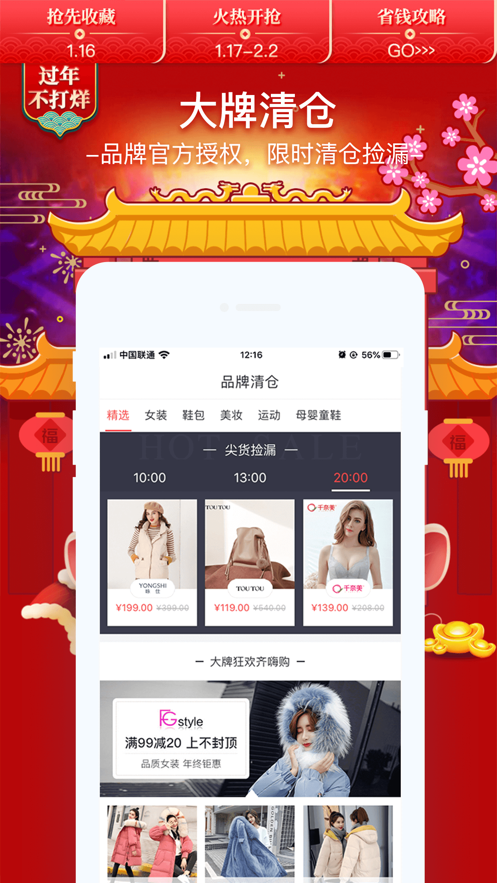 抢先收藏
火热开抢
省钱攻略
1.16
1.17-2.2
GO>>>
过年
不打烊
大牌清仓
–品牌官方授权，限时清仓捡漏–
中国联通
12:16
56%
品牌清仓
精选 女装 鞋包 美妆 运动 母婴童鞋
HOT SALE
— 尖货捡漏 —
10:00 13:00 20:00
TOUTOU
千奈美
YONGSHI
TOUTOU
千奈美
¥199.00 ¥399.00
¥119.00 ¥540.00
¥139.00 ¥298.00
福
福
— 大牌狂欢齐嗨购 —
FGstyle
满99减20 上不封顶
品质女装 年终钜惠